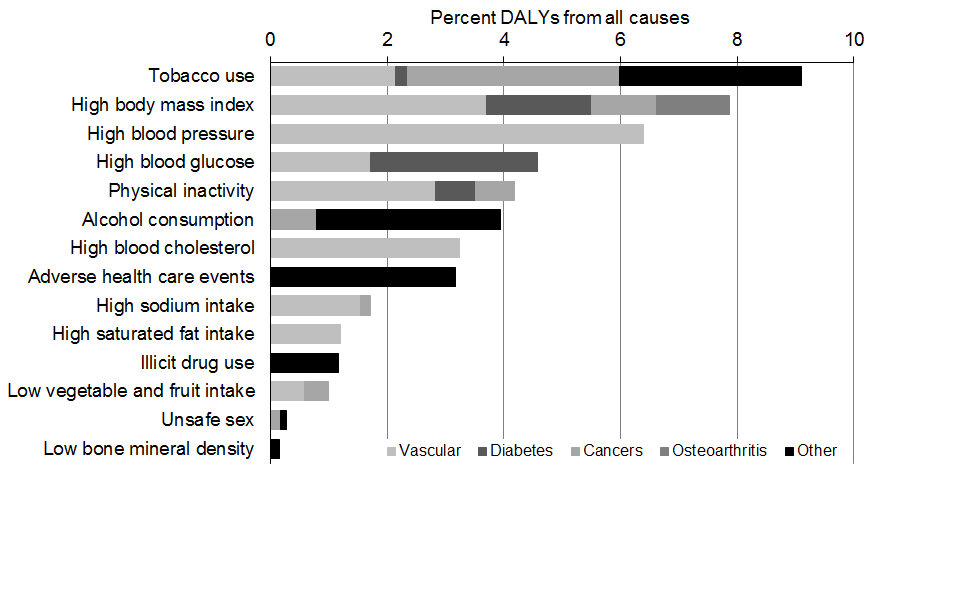 Percent DALYs from all causes
0 2 4 6 8 10
Tobacco use
High body mass index
High blood pressure
High blood glucose
Physical inactivity
Alcohol consumption
High blood cholesterol
Adverse health care events
High sodium intake
High saturated fat intake
Illicit drug use
Low vegetable and fruit intake
Unsafe sex
Low bone mineral density
Vascular Diabetes Cancers Osteoarthritis Other